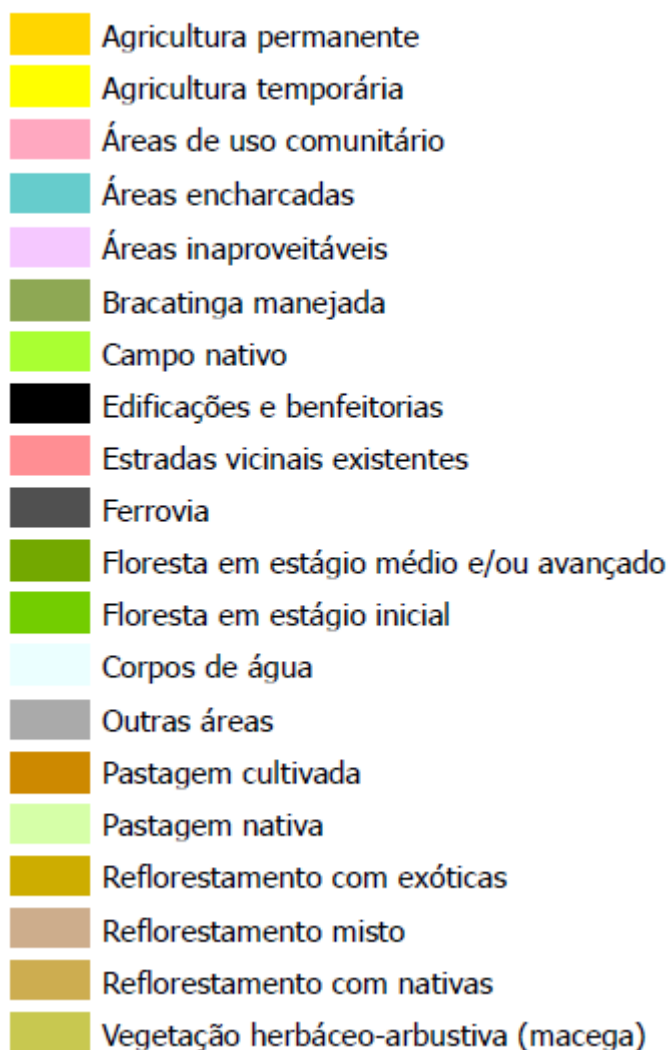 Agricultura permanente
Agricultura temporária
Áreas de uso comunitário
Áreas encharcadas
Áreas inaproveitáveis
Bracatinga manejada
Campo nativo
Edificações e benfeitorias
Estradas vicinais existentes
Ferrovia
Floresta em estágio médio e/ou avançado
Floresta em estágio inicial
Corpos de água
Outras áreas
Pastagem cultivada
Pastagem nativa
Reflorestamento com exóticas
Reflorestamento misto
Reflorestamento com nativas
Vegetação herbáceo-arbustiva (macega)